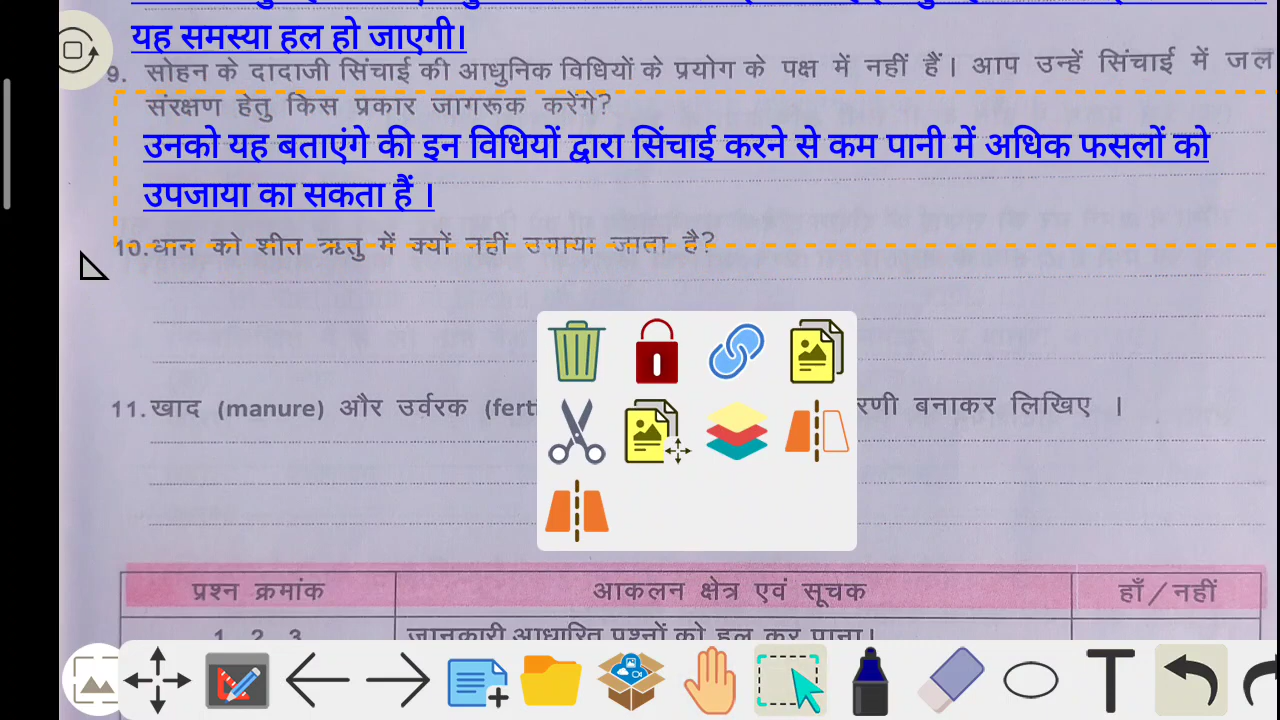 यह समस्या हल हो जाएगी।
9. सोहन के दादाजी सिंचाई की आधुनिक विधियों के प्रयोग के पक्ष में नहीं हैं। आप उन्हें सिंचाई में जल
संरक्षण हेतु किस प्रकार जागरूक करेंगे?
उनको यह बताएंगे की इन विधियों द्वारा सिंचाई करने से कम पानी में अधिक फसलों को
उपजाया का सकता हैं ।
10. धान को शीत ऋतु में क्यों नहीं उगाया जाता है?
11. खाद (manure) और उर्वरक (fert रणी बनाकर लिखिए ।
प्रश्न क्रमांक आकलन क्षेत्र एवं सूचक हाँ / नहीं
1, 2, 3 जानकारी आधारित प्रश्नों को हल कर पाना।
T